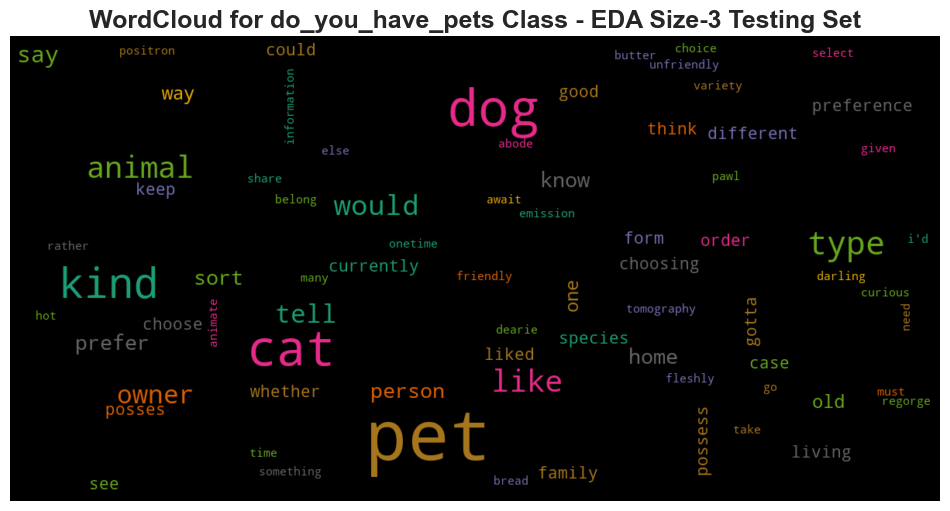 WordCloud for do_you_have_pets Class - EDA Size-3 Testing Set
say
positron
could
butter
choice
unfriendly
select
way
information
dog
good
variety
preference
think
different
else
abode
given
animal
keep
share
know
pawl
belong
would
await
emission
rather
onetime
form
order
type
i'd
kind
sort
many
currently
friendly
choosing
darling
curious
hot
animate
tell
one
tomography
gotta
need
prefer
choose
dearie
species
cat
liked
home
case
fleshly
owner
posses
whether
person
like
go
old
must
regorge
pet
possess
take
time
living
something
see
bread
family